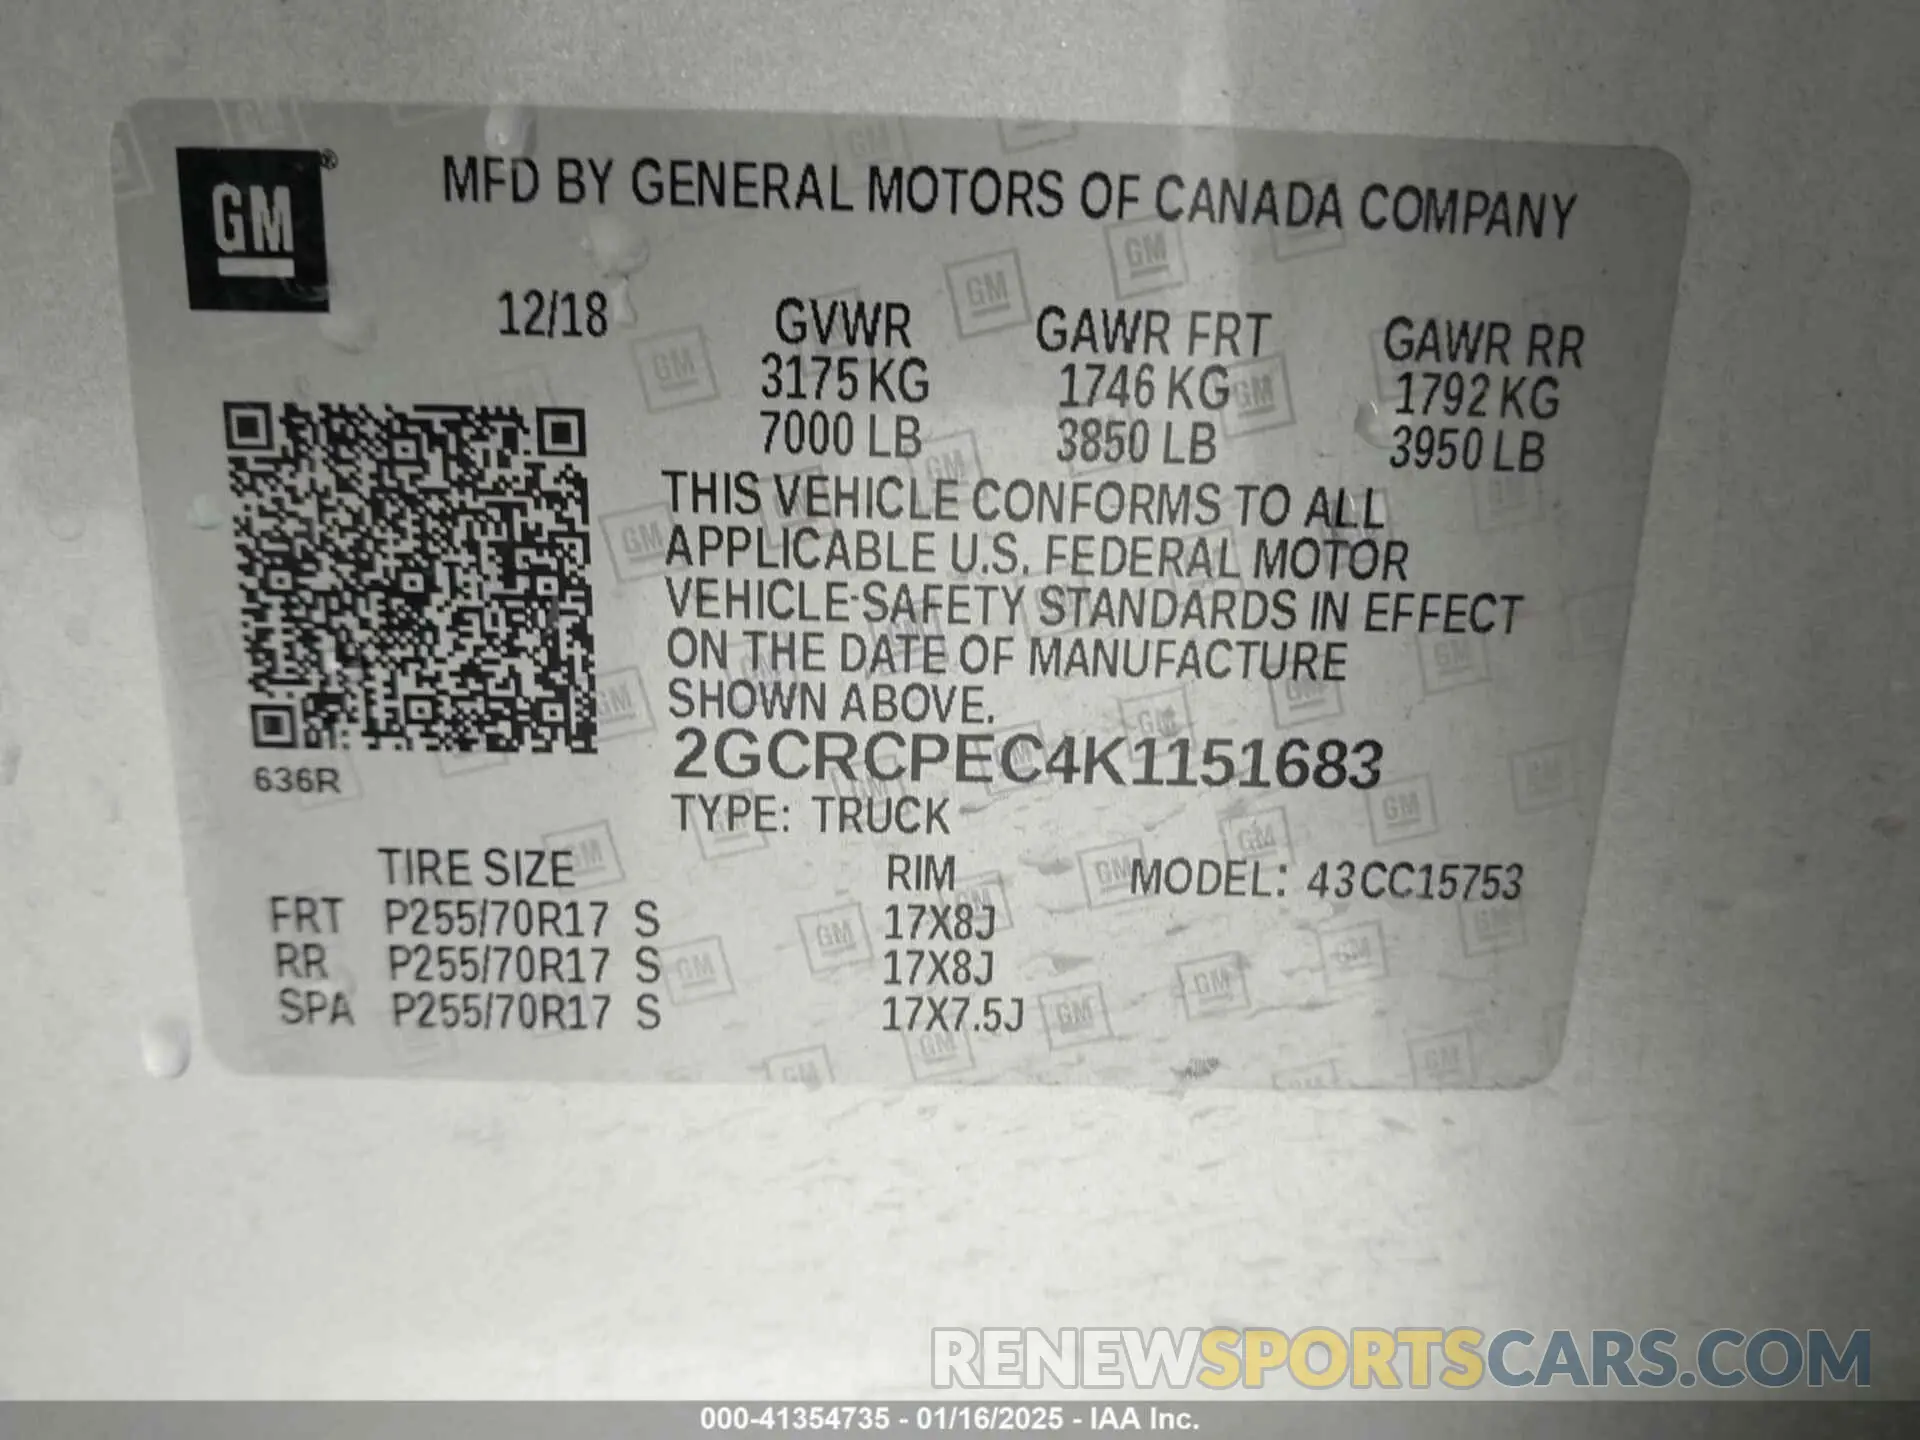 GM®
MFD BY GENERAL MOTORS OF CANADA COMPANY
12/18 GVWR GAWR FRT GAWR RR
3175 KG 1746 KG 1792 KG
7000 LB 3850 LB 3950 LB
THIS VEHICLE CONFORMS TO ALL
APPLICABLE U.S. FEDERAL MOTOR
VEHICLE SAFETY STANDARDS IN EFFECT
ON THE DATE OF MANUFACTURE
SHOWN ABOVE.
2GCRCPEC4K1151683
636R
TYPE: TRUCK
TIRE SIZE RIM MODEL: 43CC15753
FRT P255/70R17 S 17X8J
RR P255/70R17 S 17X8J
SPA P255/70R17 S 17X7.5J
RENEWSPORTSCARS.COM
000-41354735 - 01/16/2025 - IAA Inc.